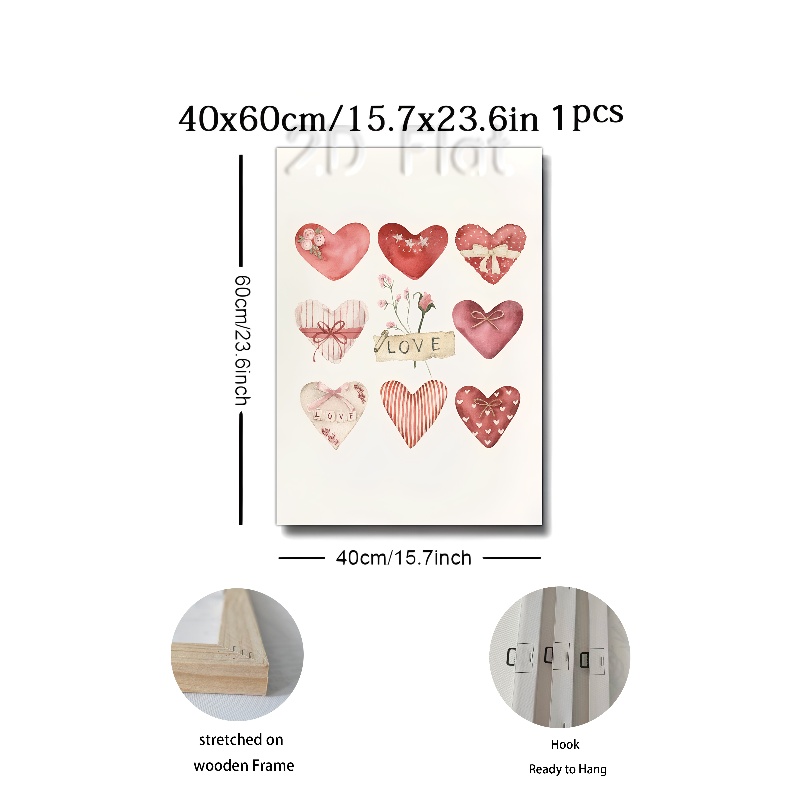 40x60cm/15.7x23.6in 1pcs
2D Flat
60cm/23.6inch
LOVE
LOVE
40cm/15.7inch
stretched on
wooden Frame
Hook
Ready to Hang